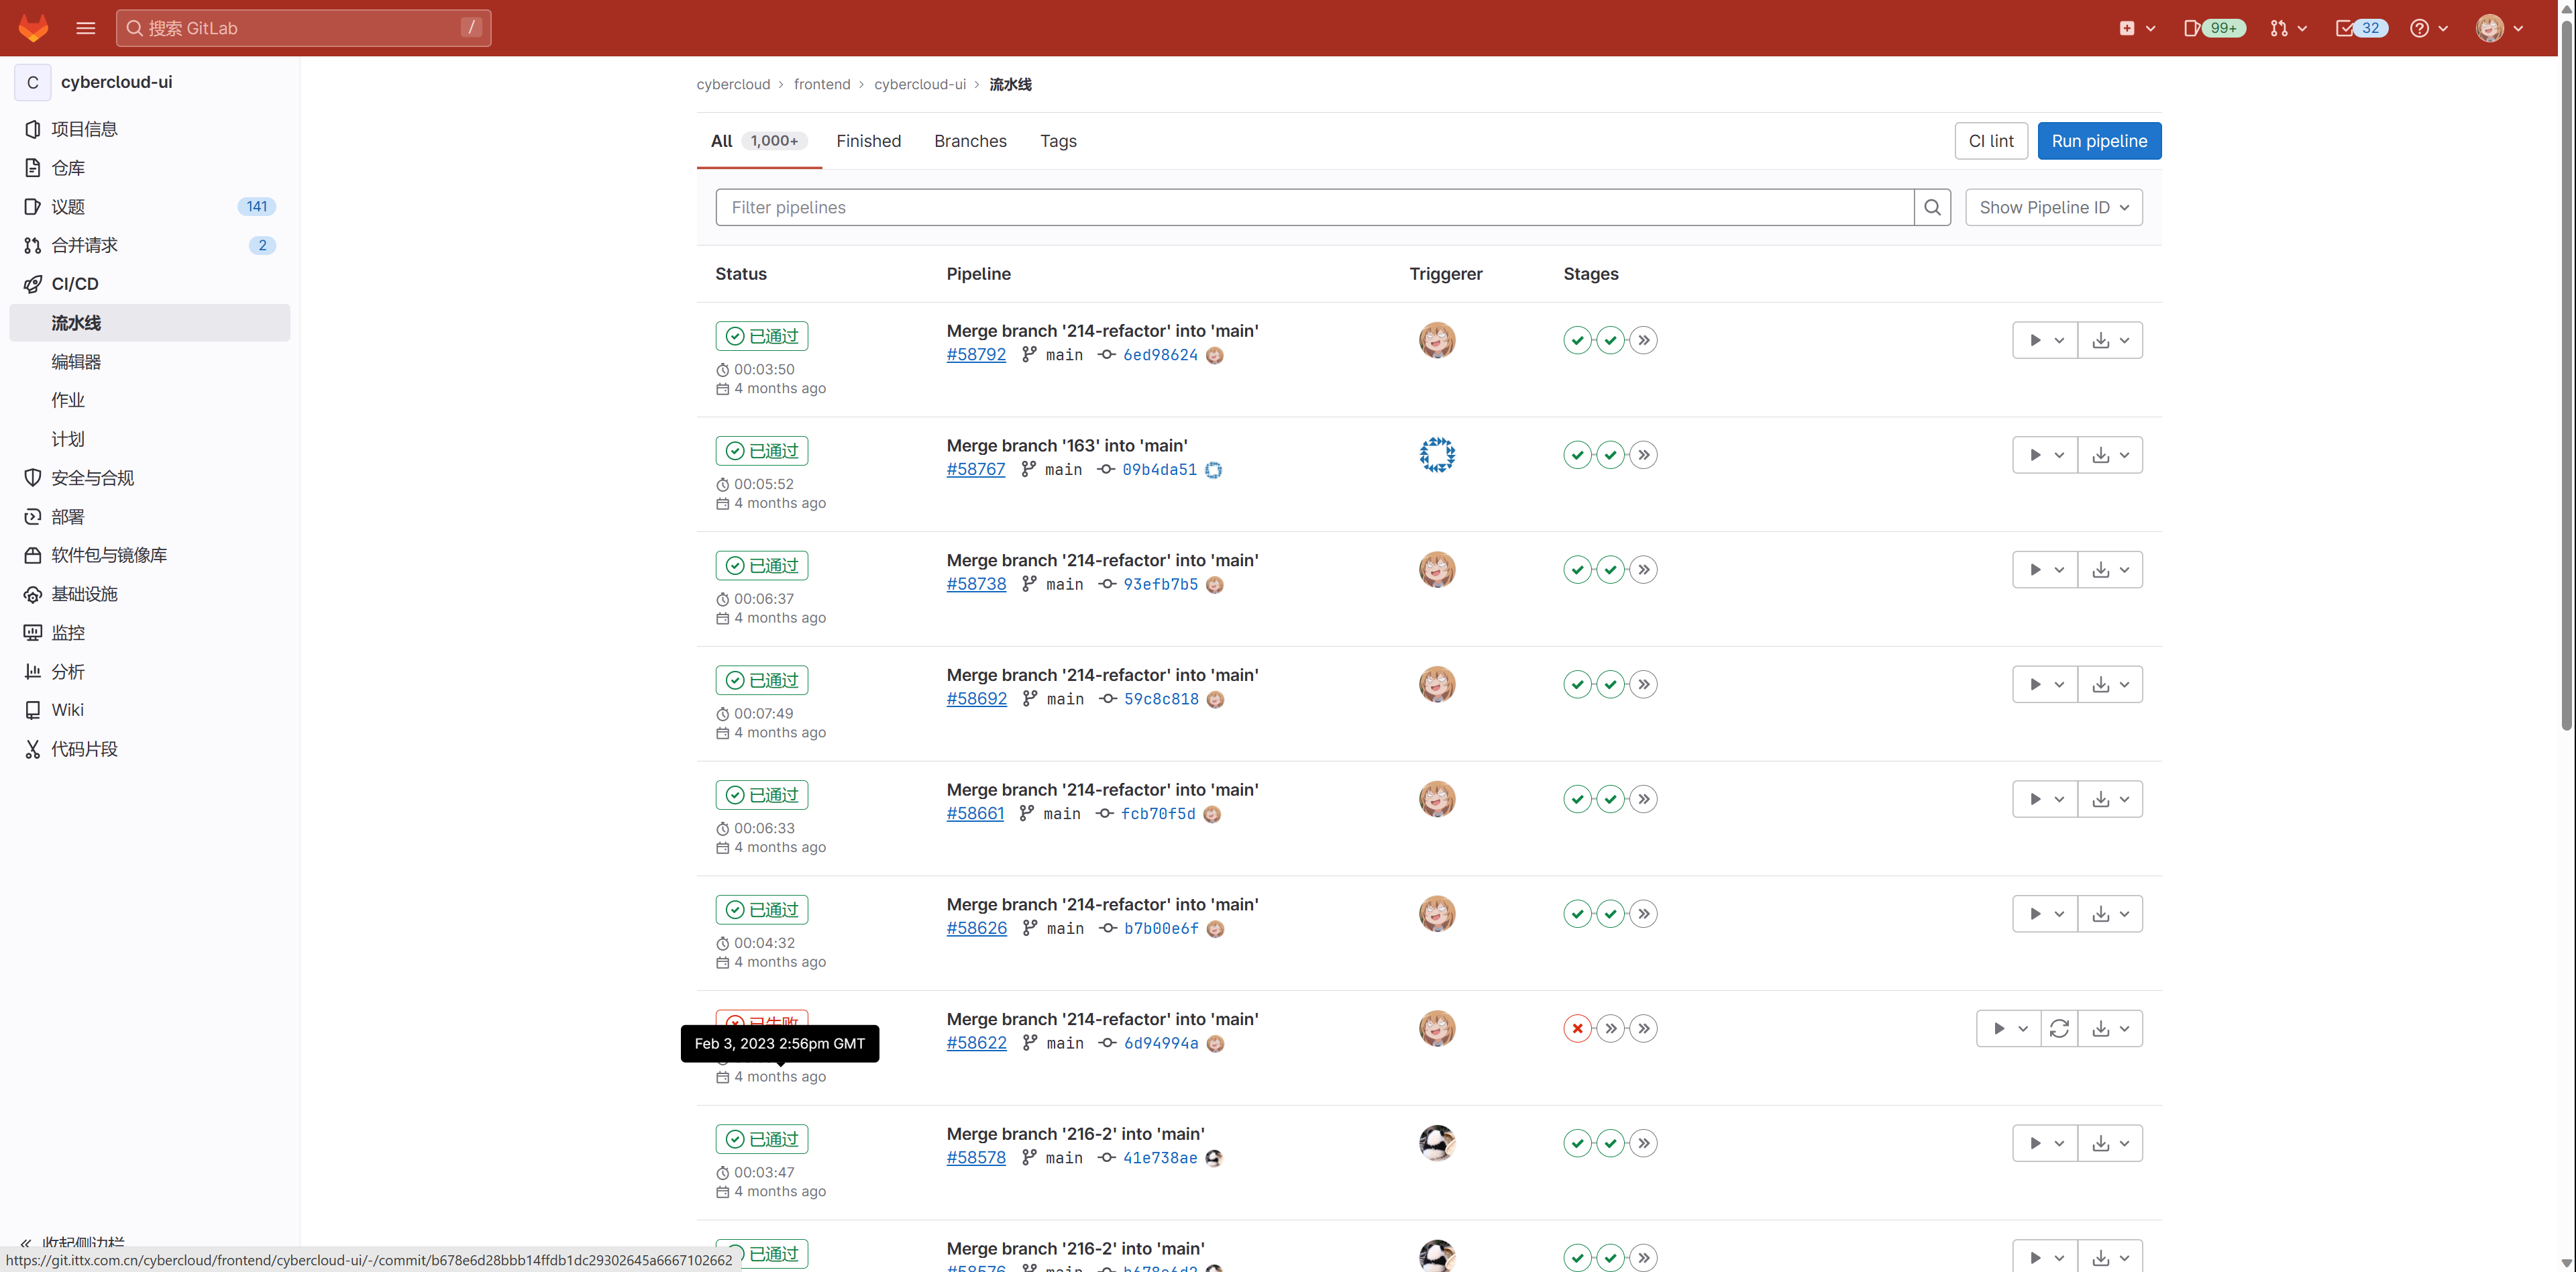 搜索 GitLab
/
99+
32
C
cybercloud-ui
项目信息
仓库
议题
141
合并请求
2
CI/CD
流水线
编辑器
作业
计划
安全与合规
部署
软件包与镜像库
基础设施
监控
分析
Wiki
代码片段
收起侧边栏
https://git.ittx.com.cn/cybercloud/frontend/cybercloud-ui/-/commit/b678e6d28bbb14ffdb1dc29302645a6667102662
cybercloud
frontend
cybercloud-ui
流水线
All 1,000+
Finished
Branches
Tags
CI lint
Run pipeline
Filter pipelines
Show Pipeline ID
Status
Pipeline
Triggerer
Stages
已通过
00:03:50
4 months ago
Merge branch '214-refactor' into 'main'
#58792 main 6ed98624
已通过
00:05:52
4 months ago
Merge branch '163' into 'main'
#58767 main 09b4da51
已通过
00:06:37
4 months ago
Merge branch '214-refactor' into 'main'
#58738 main 93efb7b5
已通过
00:07:49
4 months ago
Merge branch '214-refactor' into 'main'
#58692 main 59c8c818
已通过
00:06:33
4 months ago
Merge branch '214-refactor' into 'main'
#58661 main fcb70f5d
已通过
00:04:32
4 months ago
Merge branch '214-refactor' into 'main'
#58626 main b7b00e6f
已失败
Feb 3, 2023 2:56pm GMT
4 months ago
Merge branch '214-refactor' into 'main'
#58622 main 6d94994a
已通过
00:03:47
4 months ago
Merge branch '216-2' into 'main'
#58578 main 41e738ae
已通过
Merge branch '216-2' into 'main'
#58576 main b678e6d2